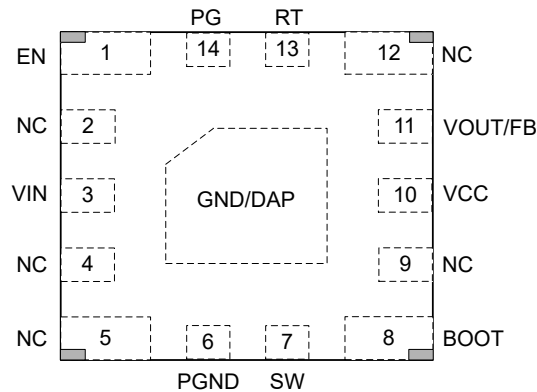 PG RT
EN 1 14 13 12 NC
NC 2 11 VOUT/FB
VIN 3 GND/DAP 10 VCC
NC 4 9 NC
NC 5 6 7 8 BOOT
PGND SW